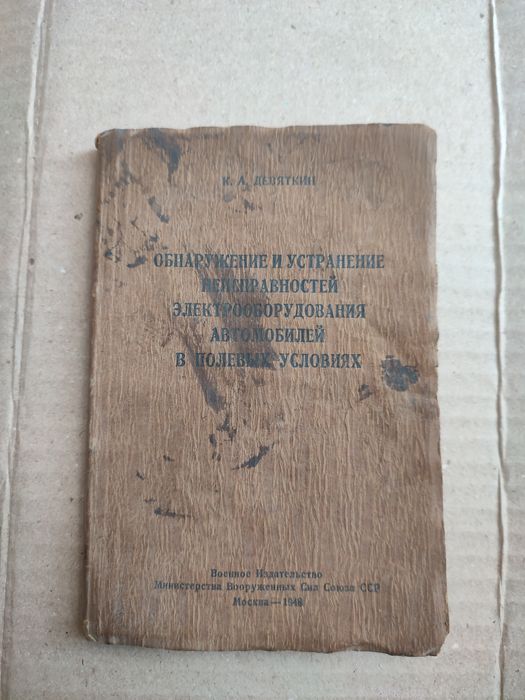 К. А. ДЕВЯТКИН
ОБНАРУЖЕНИЕ И УСТРАНЕНИЕ
НЕИСПРАВНОСТЕЙ
ЭЛЕКТРООБОРУДОВАНИЯ
АВТОМОБИЛЕЙ
В ПОЛЕВЫХ УСЛОВИЯХ
Военное Издательство
Министерства Вооруженных Сил Союза ССР
Москва — 1948